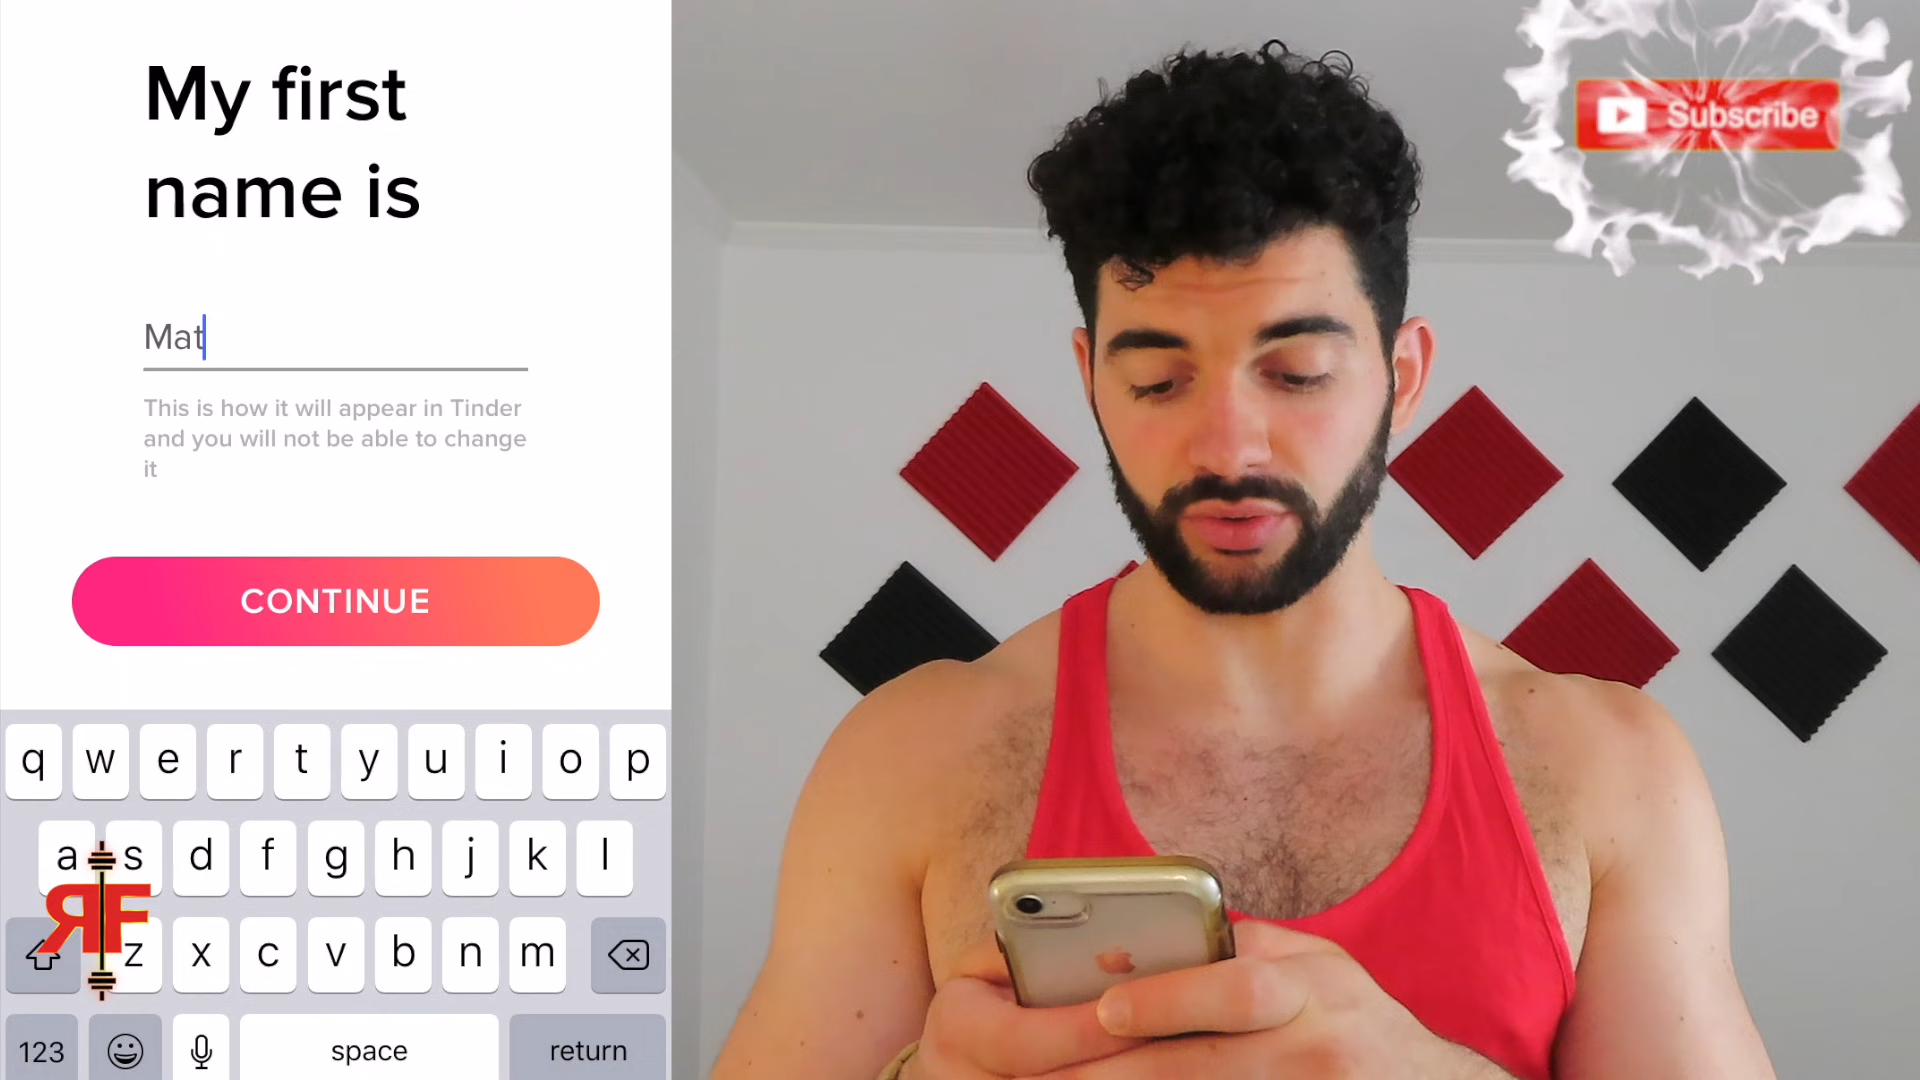 My first
name is
Mat
This is how it will appear in Tinder
and you will not be able to change
it
CONTINUE
q w e r t y u i o p
a s d f g h j k l
z x c v b n m
123 space return
RF
Subscribe